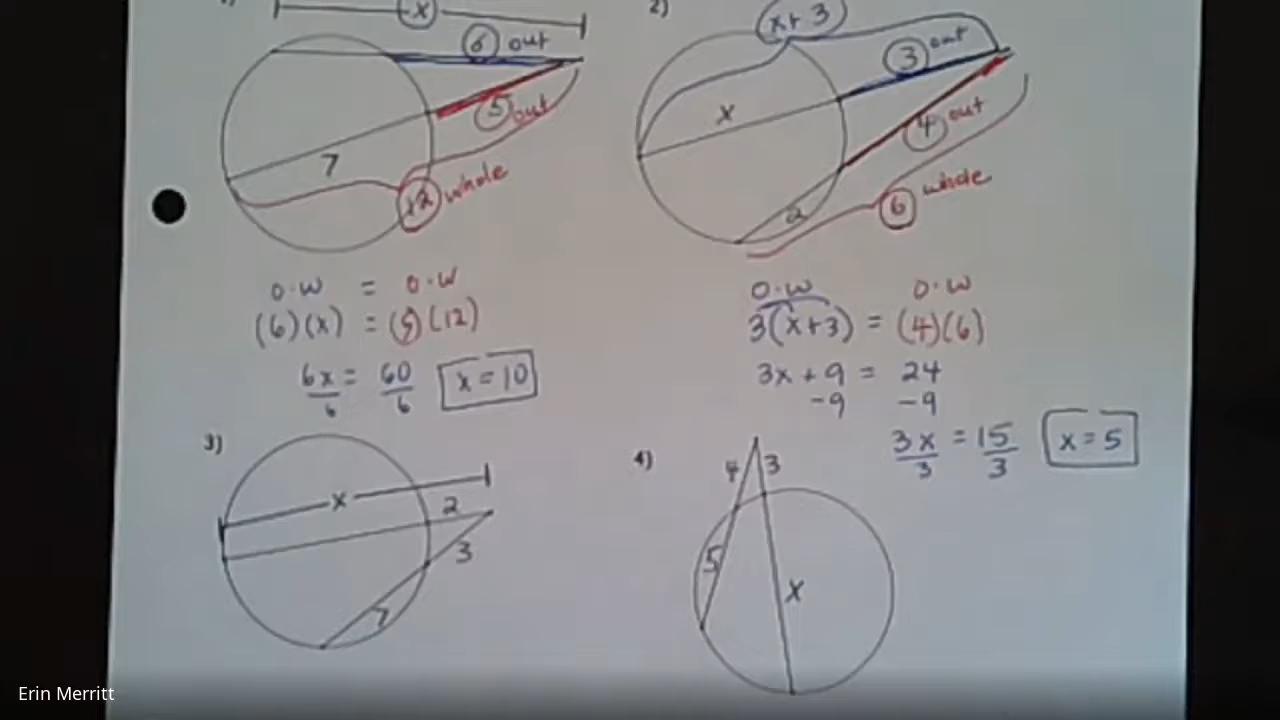 2)
x
x + 3
6 out
3 out
5 out
x
4 out
7
12 whole
2
6 whole
O·W = O·W
O·W O·W
(6)(x) = (5)(12)
3(x+3) = (4)(6)
6x = 60
6 6
x = 10
3x + 9 = 24
-9 -9
3x = 15
3 3
x = 5
3)
4)
4 3
x
2
3
5
x
7
Erin Merritt